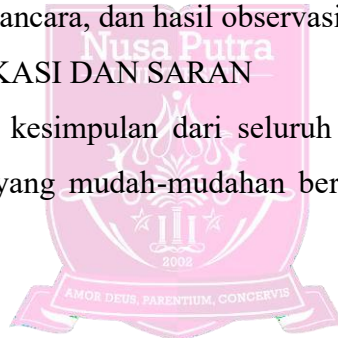 ancara, dan hasil observasi
Nusa Putra
KASI DAN SARAN
kesimpulan dari seluruh
yang mudah-mudahan ber
2002
AMOR DEUS, PARENTIUM, CONCERVIS